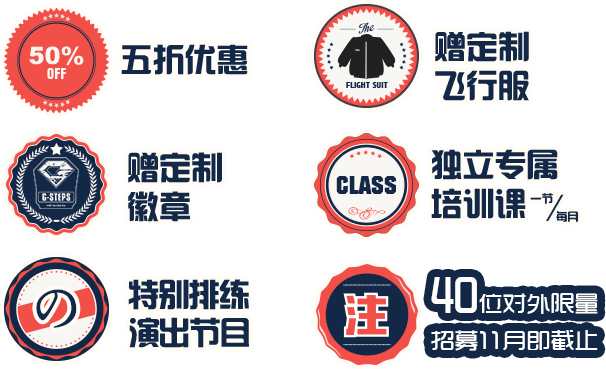 50%
OFF
五折优惠
The
FLIGHT SUIT
赠定制
飞行服
G-STEPS
赠定制
徽章
CLASS
独立专属
培训课 一节/每月
の
特别排练
演出节目
注
40位对外限量
招募11月即截止